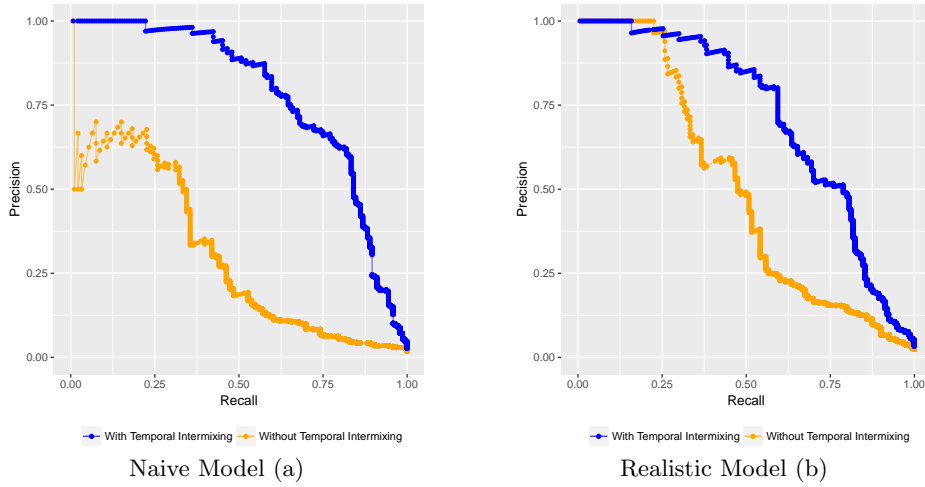 1.00
0.75
0.50
0.25
0.00
Precision
0.00 0.25 0.50 0.75 1.00
Recall
With Temporal Intermixing Without Temporal Intermixing
Naive Model (a)
1.00
0.75
0.50
0.25
0.00
Precision
0.00 0.25 0.50 0.75 1.00
Recall
With Temporal Intermixing Without Temporal Intermixing
Realistic Model (b)